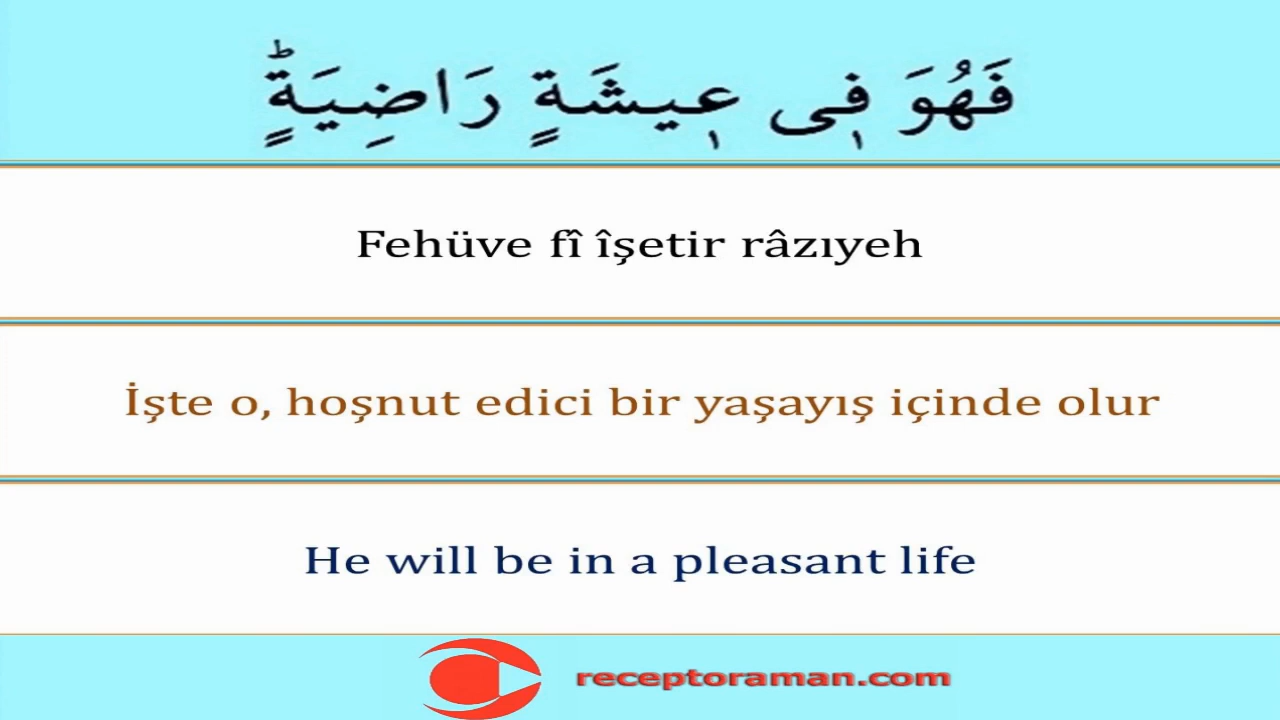 فَهُوَ فٖى عٖيشَةٍ رَاضِيَةٍؕ
Fehüve fî îşetir râzıyeh
İşte o, hoşnut edici bir yaşayış içinde olur
He will be in a pleasant life
receptoraman.com